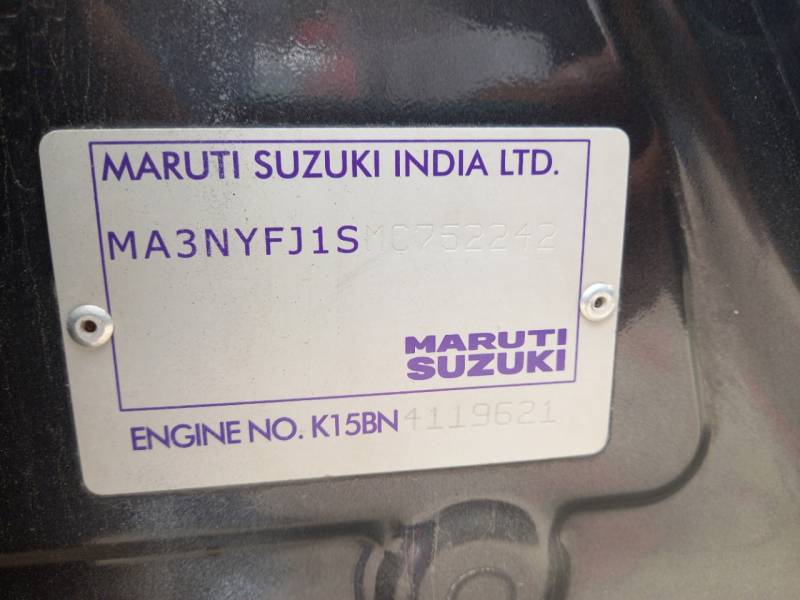 MARUTI SUZUKI INDIA LTD.
MA3NYFJ1SMC752242
MARUTI
SUZUKI
ENGINE NO. K15BN4119621